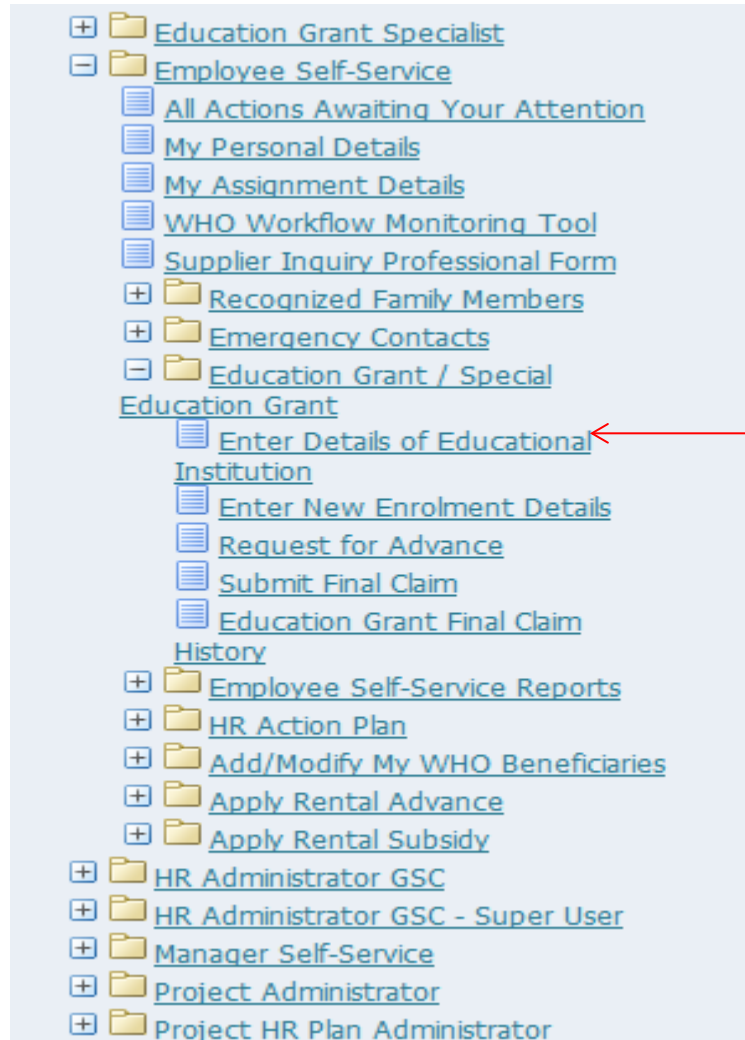 Education Grant Specialist
Employee Self-Service
All Actions Awaiting Your Attention
My Personal Details
My Assignment Details
WHO Workflow Monitoring Tool
Supplier Inquiry Professional Form
Recognized Family Members
Emergency Contacts
Education Grant / Special
Education Grant
Enter Details of Educational
Institution
Enter New Enrolment Details
Request for Advance
Submit Final Claim
Education Grant Final Claim
History
Employee Self-Service Reports
HR Action Plan
Add/Modify My WHO Beneficiaries
Apply Rental Advance
Apply Rental Subsidy
HR Administrator GSC
HR Administrator GSC - Super User
Manager Self-Service
Project Administrator
Project HR Plan Administrator